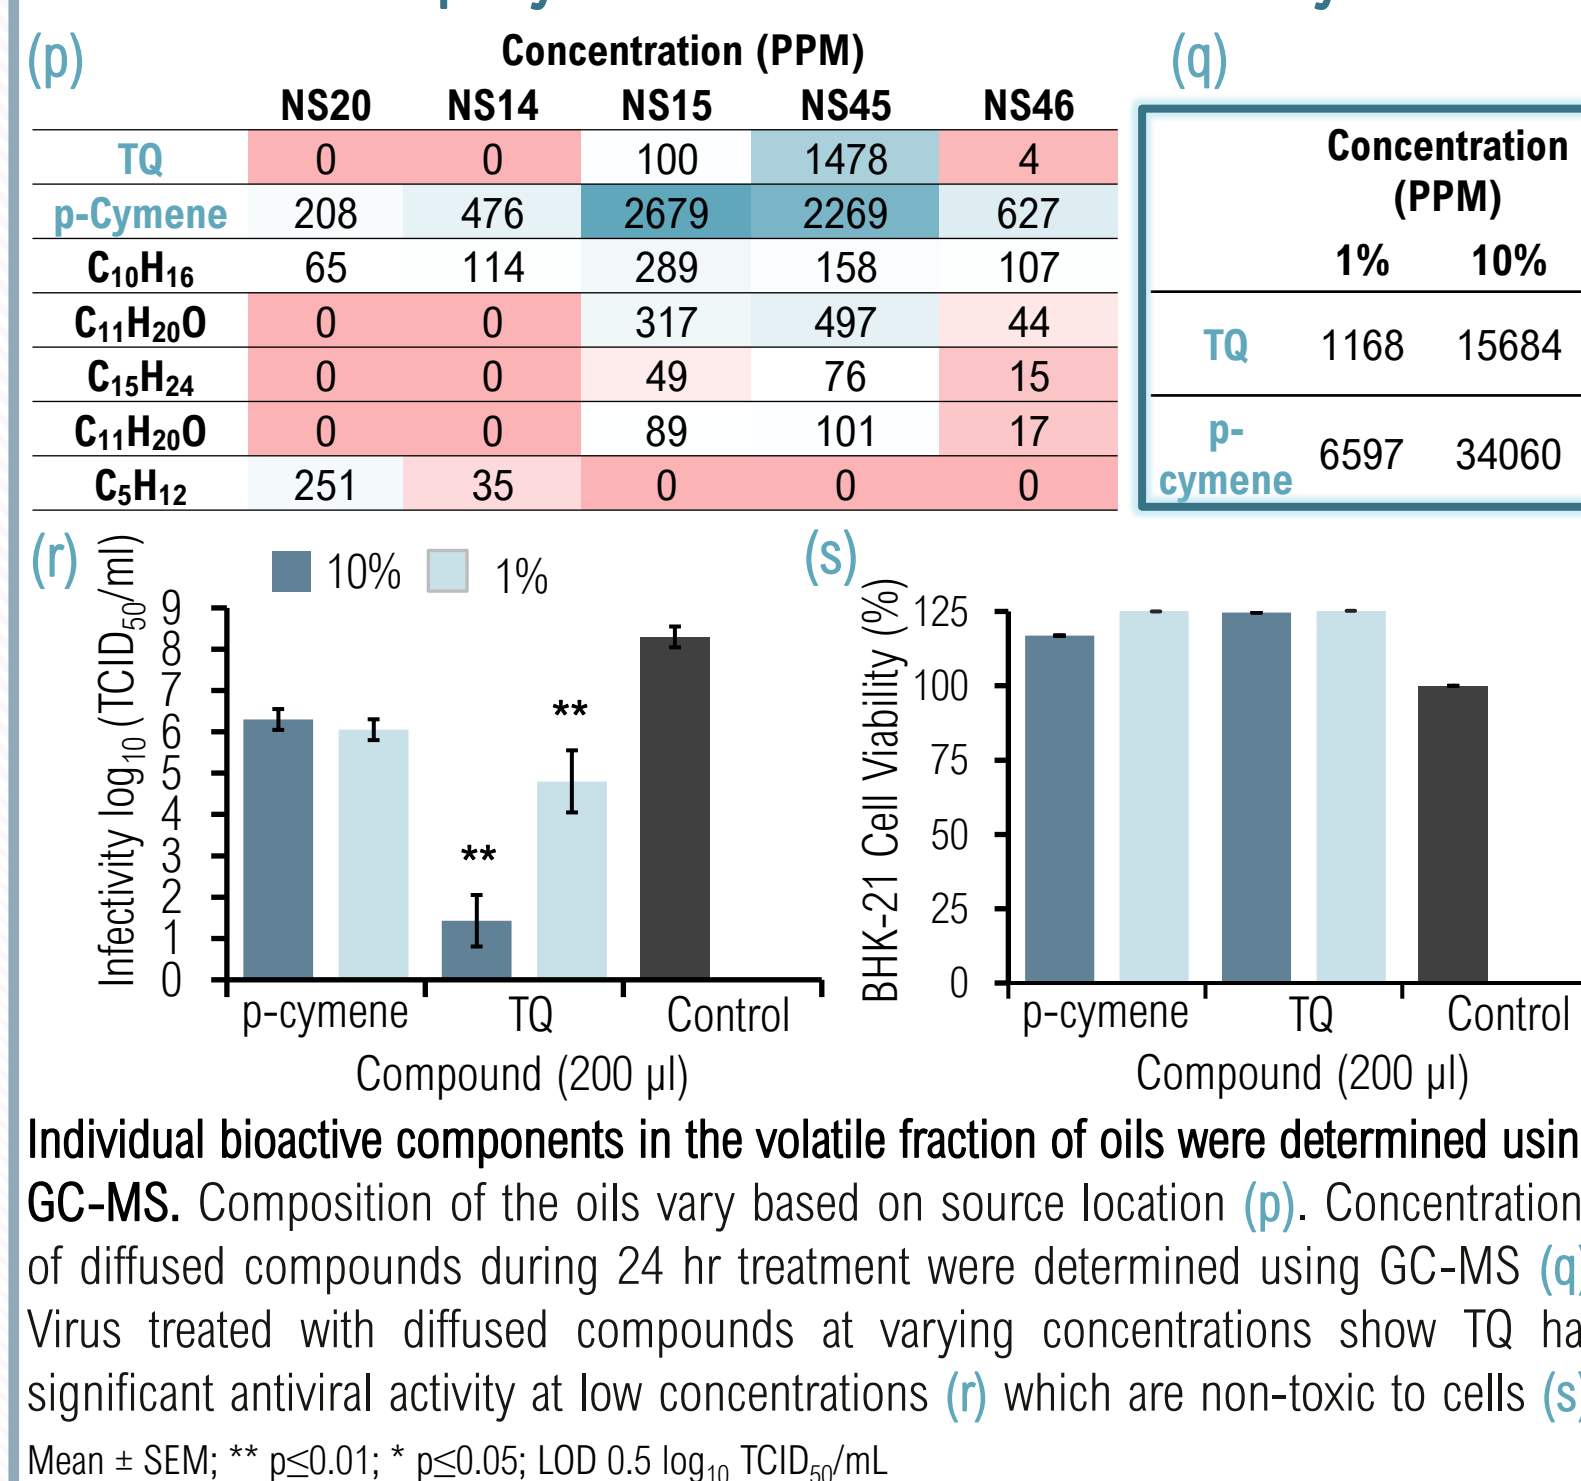 (p)
Concentration (PPM)
NS20 NS14 NS15 NS45 NS46
TQ 0 0 100 1478 4
p-Cymene 208 476 2679 2269 627
C₁₀H₁₆ 65 114 289 158 107
C₁₁H₂₀O 0 0 317 497 44
C₁₅H₂₄ 0 0 49 76 15
C₁₁H₂₀O 0 0 89 101 17
C₅H₁₂ 251 35 0 0 0
(q)
Concentration
(PPM)
1% 10%
TQ 1168 15684
p-
cymene 6597 34060
(r)
10% 1%
Infectivity log₁₀ (TCID₅₀/ml)
9
8
7
6
5
4
3
2
1
0
**
**
p-cymene TQ Control
Compound (200 µl)
(s)
BHK-21 Cell Viability (%)
125
100
75
50
25
0
p-cymene TQ Control
Compound (200 µl)
Individual bioactive components in the volatile fraction of oils were determined usin
GC-MS. Composition of the oils vary based on source location (p). Concentration
of diffused compounds during 24 hr treatment were determined using GC-MS (q)
Virus treated with diffused compounds at varying concentrations show TQ ha
significant antiviral activity at low concentrations (r) which are non-toxic to cells (s)
Mean ± SEM; ** p≤0.01; * p≤0.05; LOD 0.5 log₁₀ TCID₅₀/mL